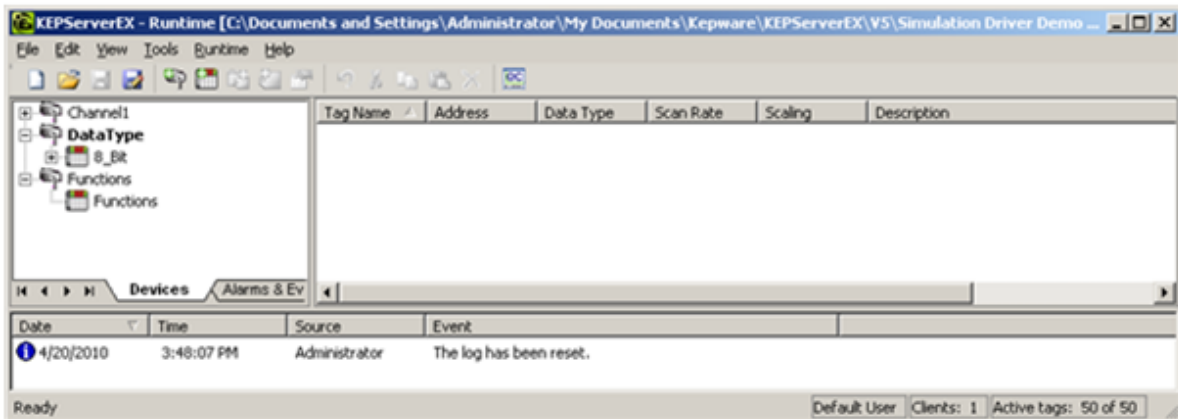 KEPServerEX - Runtime [C:\Documents and Settings\Administrator\My Documents\Kepware\KEPServerEX\V5\Simulation Driver Demo ...
File Edit View Tools Runtime Help
Channel1
DataType
8_Bit
Functions
Functions
Devices Alarms & Ev
Tag Name Address Data Type Scan Rate Scaling Description
Date Time Source Event
4/20/2010 3:48:07 PM Administrator The log has been reset.
Ready Default User Clients: 1 Active tags: 50 of 50